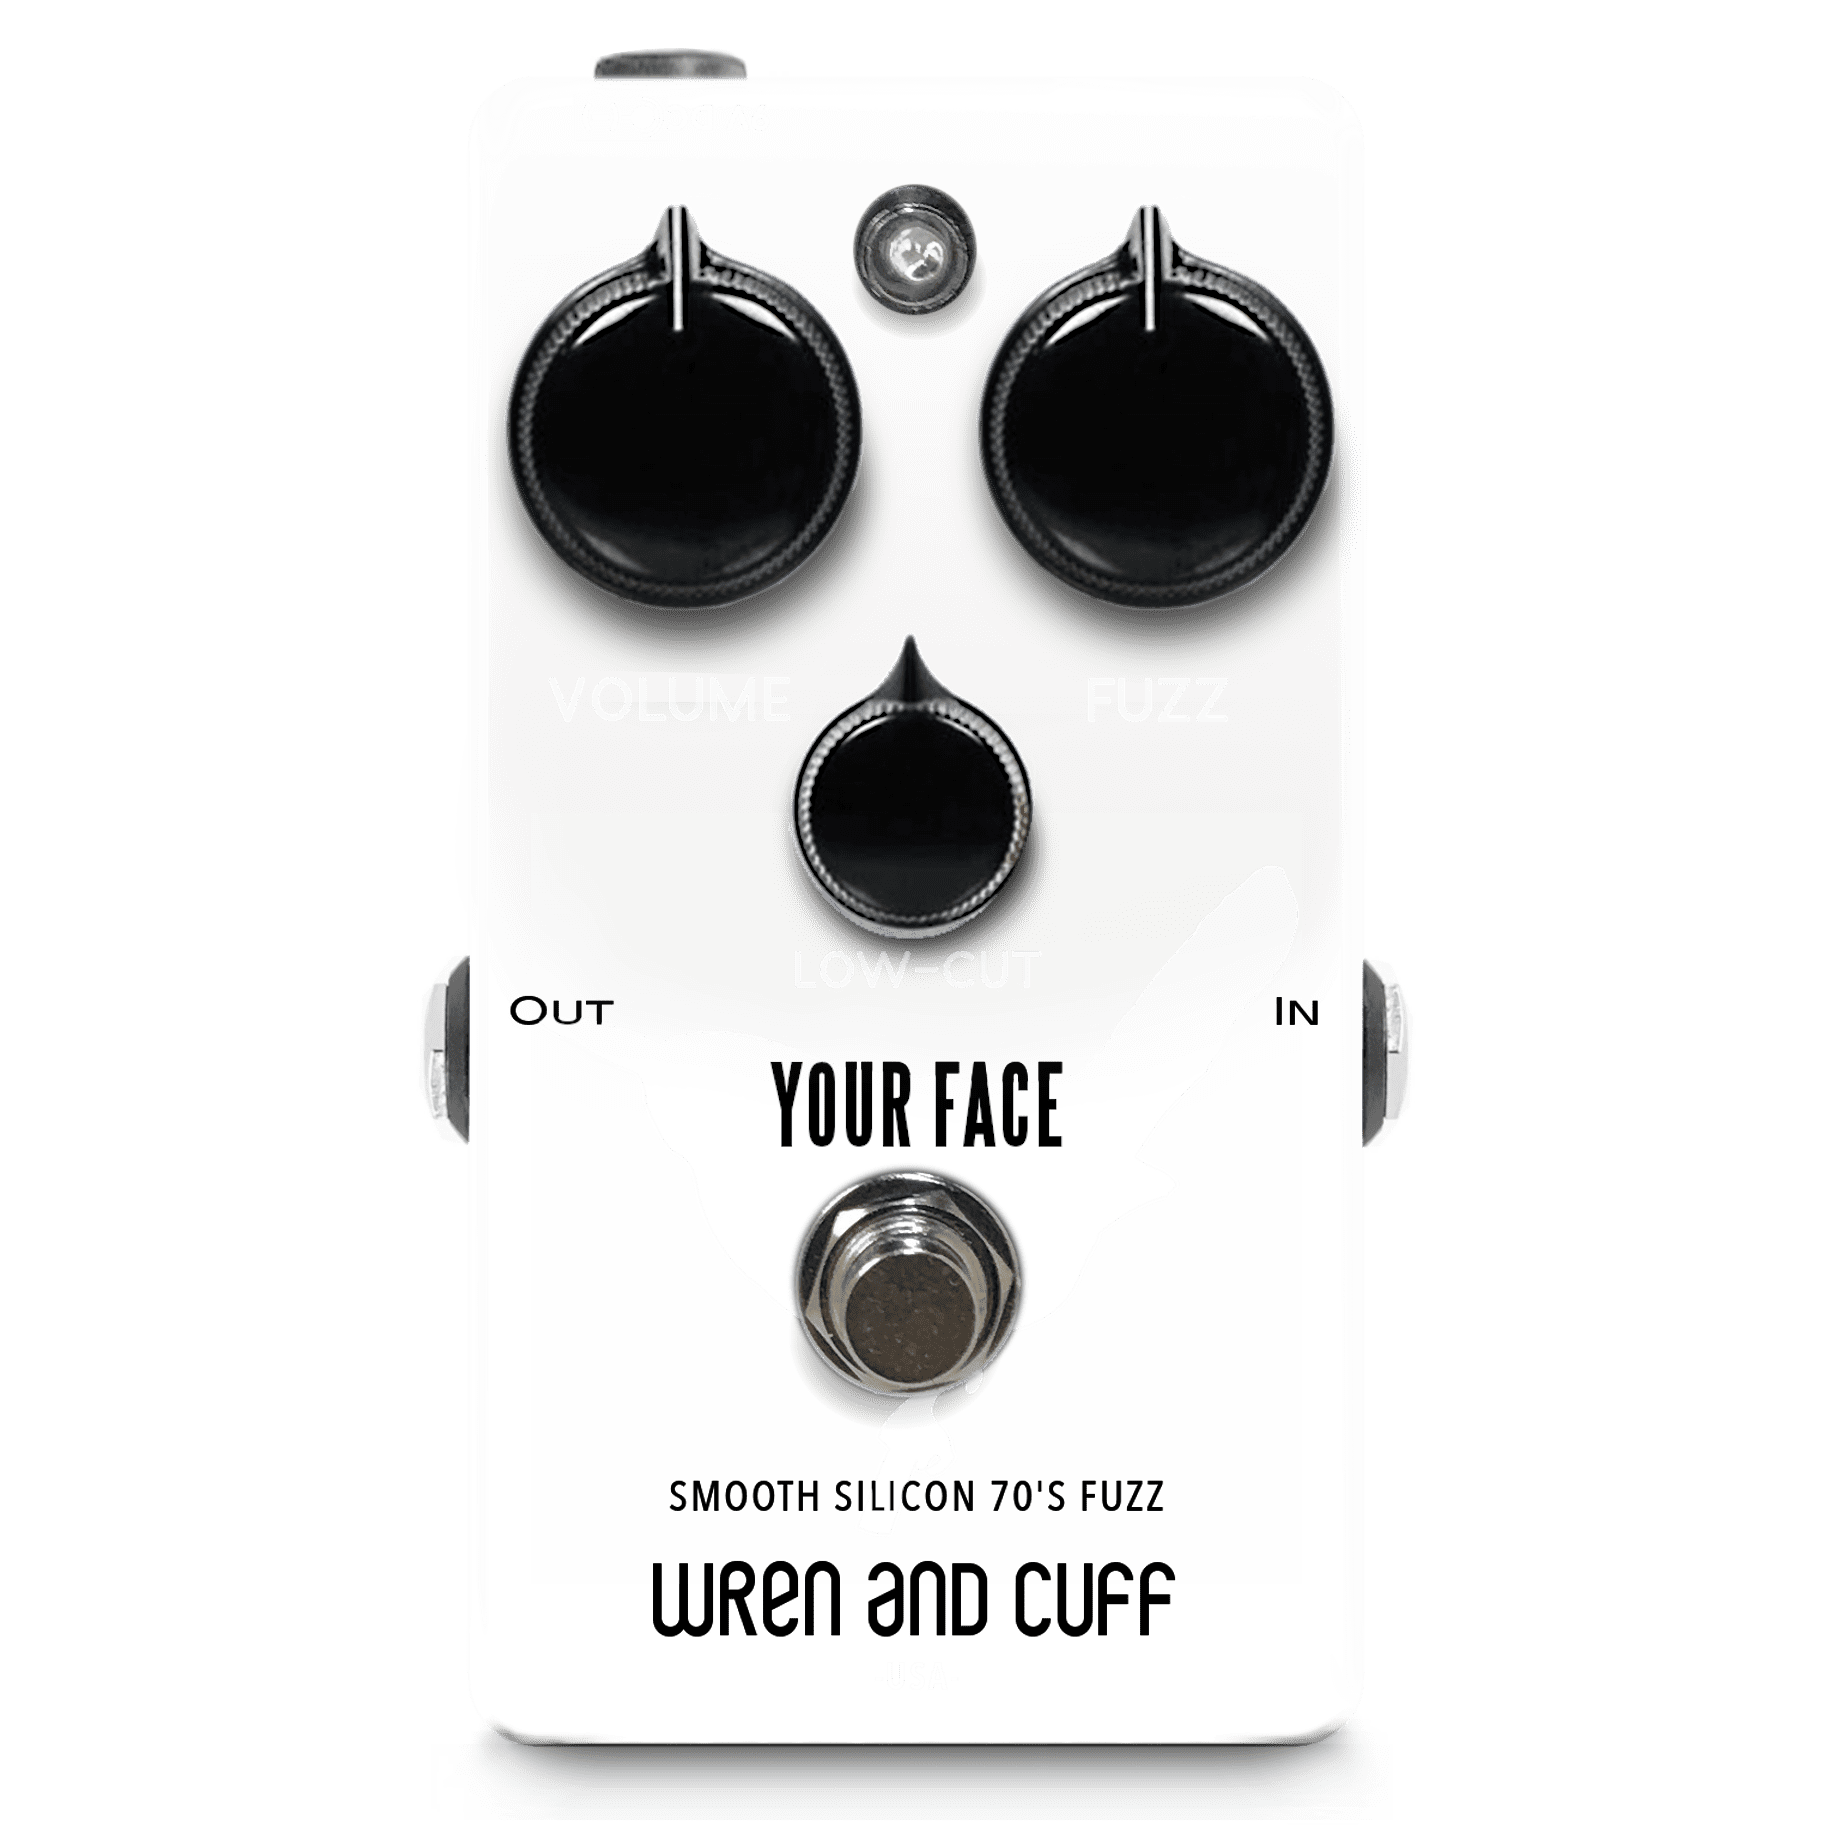 VOLUME FUZZ
LOW-CUT
OUT IN
YOUR FACE
SMOOTH SILICON 70'S FUZZ
WREN AND CUFF